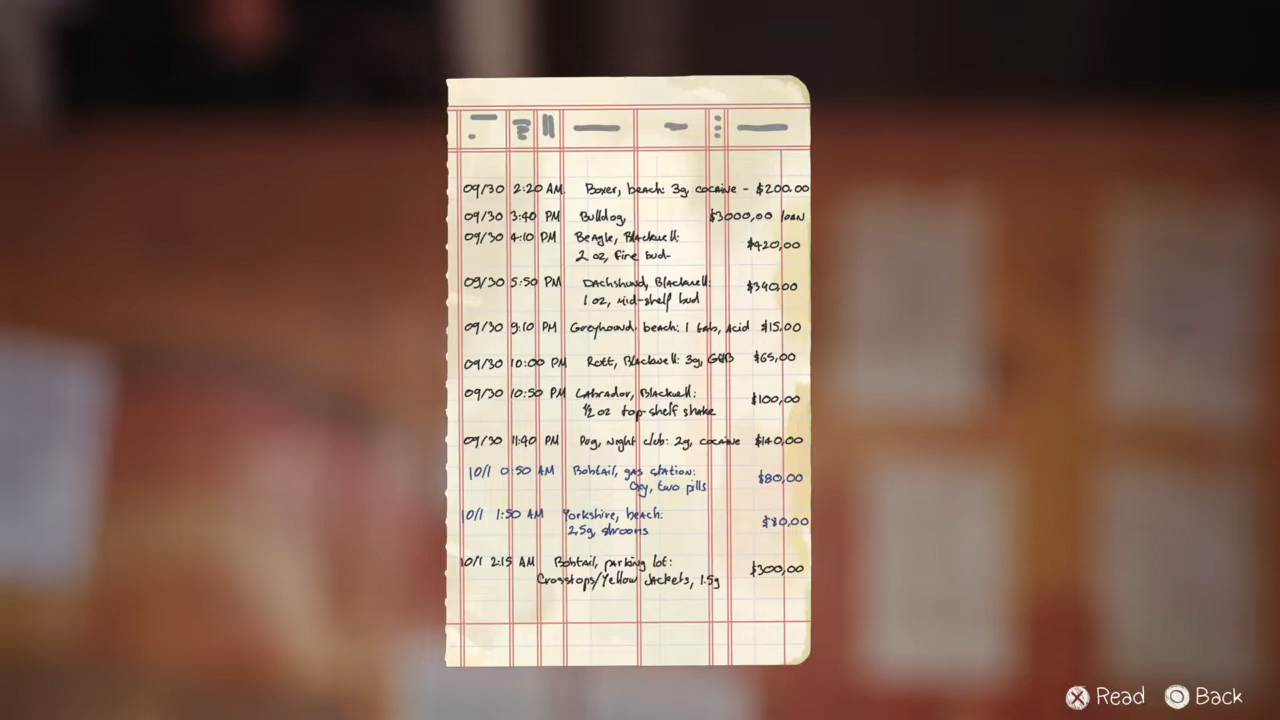 09/30 2:20 AM. Boxer, beach: 3g, cocaine - $200.00
09/30 3:40 PM Bulldog, $3000,00 loan
09/30 4:10 PM Beagle, Blackwell:
2 oz, fire bud- $420,00
09/30 5:50 PM Dachshund, Blackwell: $340,00
1 oz, mid-shelf bud
09/30 9:10 PM Greyhound, beach: 1 tab, acid $15,00
09/30 10:00 PM Rott, Blackwell: 3g, GHB $65,00
09/30 10:50 PM Labrador, Blackwell: $100,00
1/2 oz top-shelf shake
09/30 11:40 PM Pug, night club: 2g, cocaine $140,00
10/1 0:50 AM Bobtail, gas station: $80,00
Oxy, two pills
10/1 1:50 AM Yorkshire, beach:
2,5g, shrooms
10/1 2:15 AM Bobtail, parking lot: $300,00
Crosstops/Yellow Jackets, 1.5g
Read Back